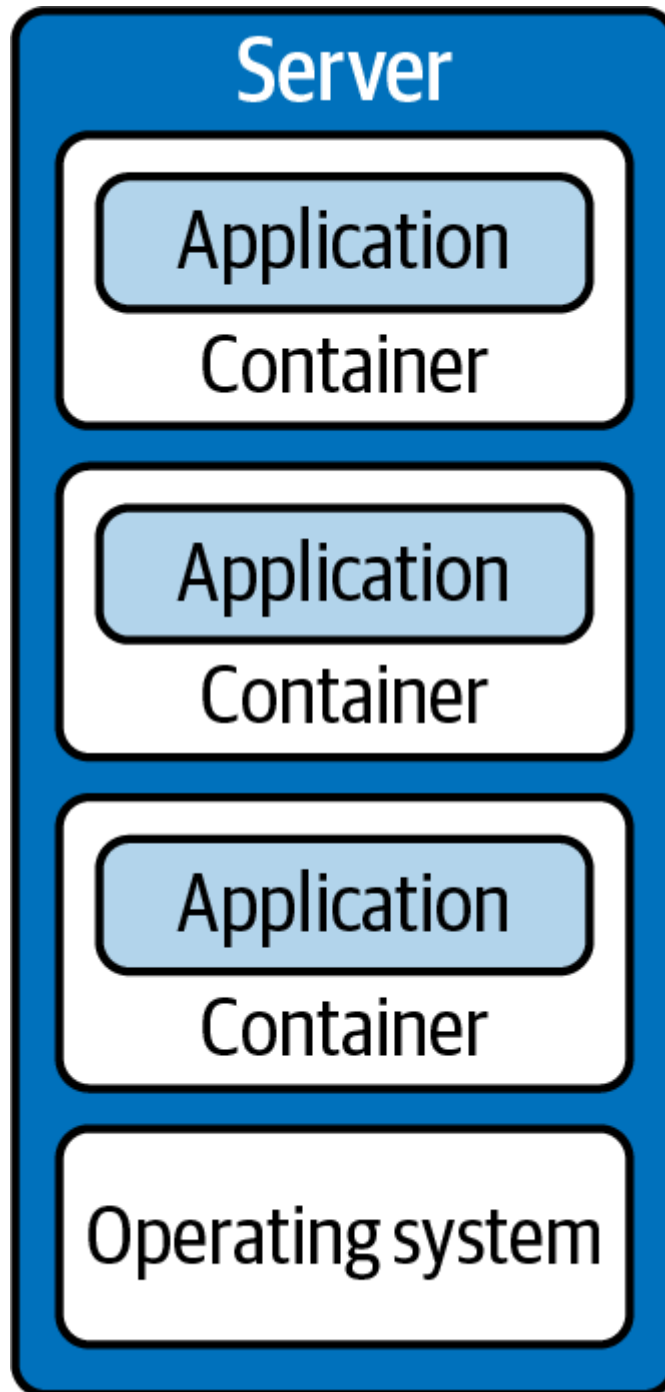 Server
Application
Container
Application
Container
Application
Container
Operating system